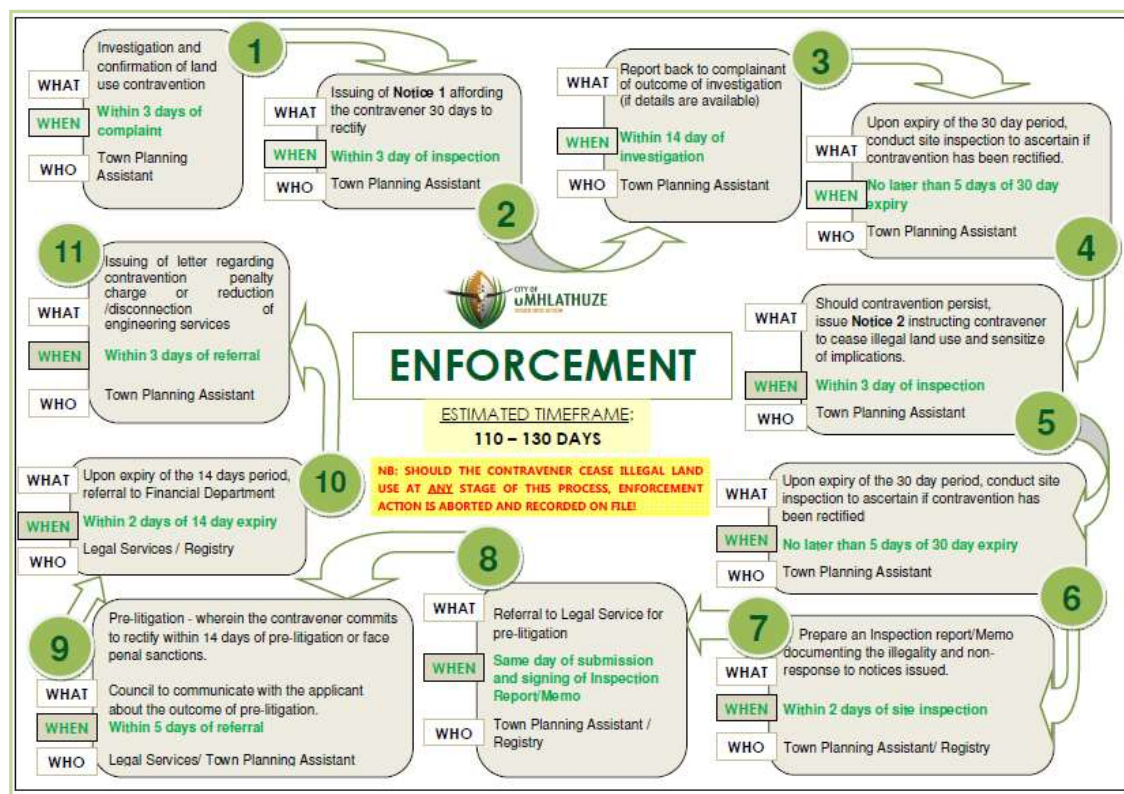 1
Investigation and
confirmation of land
use contravention
WHAT
WHEN
Within 3 days of
complaint
WHO
Town Planning
Assistant
2
WHAT
Issuing of Notice 1 affording
the contravener 30 days to
rectify
WHEN
Within 3 day of inspection
WHO
Town Planning Assistant
3
WHAT
Report back to complainant
of outcome of investigation
(if details are available)
WHEN
Within 14 day of
investigation
WHO
Town Planning Assistant
4
Upon expiry of the 30 day period,
conduct site inspection to ascertain if
contravention has been rectified.
WHAT
WHEN
No later than 5 days of 30 day
expiry
WHO
Town Planning Assistant
5
WHAT
Should contravention persist,
issue Notice 2 instructing contravener
to cease illegal land use and sensitize
of implications.
WHEN
Within 3 day of inspection
WHO
Town Planning Assistant
CITY OF
uMHLATHUZE
ENFORCEMENT
ESTIMATED TIMEFRAME:
110 – 130 DAYS
NB: SHOULD THE CONTRAVENER CEASE ILLEGAL LAND
USE AT ANY STAGE OF THIS PROCESS, ENFORCEMENT
ACTION IS ABORTED AND RECORDED ON FILE!
6
WHAT
Upon expiry of the 30 day period, conduct site
inspection to ascertain if contravention has
been rectified
WHEN
No later than 5 days of 30 day expiry
WHO
Town Planning Assistant
7
Prepare an Inspection report/Memo
documenting the illegality and non-
response to notices issued.
WHAT
WHEN
Within 2 days of site inspection
WHO
Town Planning Assistant/ Registry
8
WHAT
Referral to Legal Service for
pre-litigation
WHEN
Same day of submission
and signing of Inspection
Report/Memo
WHO
Town Planning Assistant /
Registry
9
Pre-litigation - wherein the contravener commits
to rectify within 14 days of pre-litigation or face
penal sanctions.
WHAT
Council to communicate with the applicant
about the outcome of pre-litigation.
WHEN
Within 5 days of referral
WHO
Legal Services/ Town Planning Assistant
10
WHAT
Upon expiry of the 14 days period,
referral to Financial Department
WHEN
Within 2 days of 14 day expiry
WHO
Legal Services / Registry
11
Issuing of letter regarding
contravention penalty
charge or reduction
/disconnection of
engineering services
WHAT
WHEN
Within 3 days of referral
WHO
Town Planning Assistant